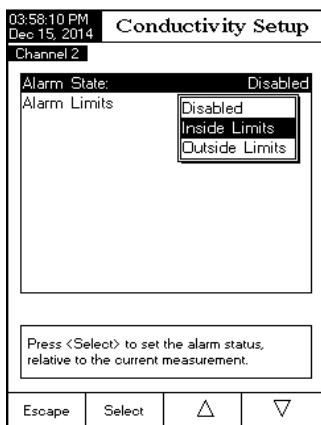 03:58:10 PM
Dec 15, 2014
Conductivity Setup
Channel 2
Alarm State: Disabled
Alarm Limits
Disabled
Inside Limits
Outside Limits
Press <Select> to set the alarm status,
relative to the current measurement.
Escape Select △ ▽